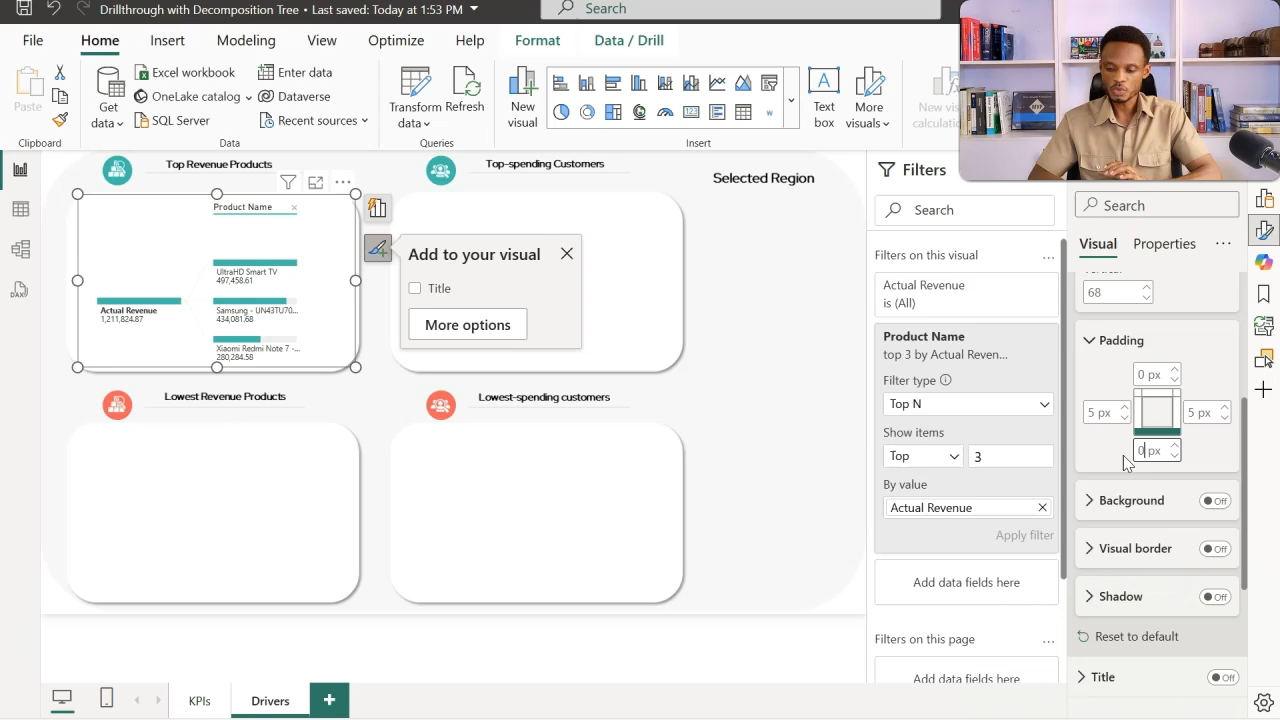 Drillthrough with Decomposition Tree • Last saved: Today at 1:53 PM
Search
File
Home
Insert
Modeling
View
Optimize
Help
Format
Data / Drill
Paste
Clipboard
Get data
Excel workbook
OneLake catalog
SQL Server
Enter data
Dataverse
Recent sources
Data
Transform data
Refresh
Queries
New visual
Text box
More visuals
Insert
New vis
calculati
Top Revenue Products
Top-spending Customers
Selected Region
Product Name
UltraHD Smart TV
497,458.61
Actual Revenue
1,211,824.87
Samsung - UN43TU70...
434,081.68
Xiaomi Redmi Note 7 -...
280,284.58
Add to your visual
Title
More options
Lowest Revenue Products
Lowest-spending customers
KPIs
Drivers
Filters
Search
Filters on this visual
Actual Revenue
is (All)
Product Name
top 3 by Actual Reven...
Filter type
Top N
Show items
Top
3
By value
Actual Revenue
Apply filter
Add data fields here
Filters on this page
Add data fields here
Search
Visual
Properties
Vertical
68
Padding
0 px
5 px
5 px
0 px
Background
Off
Visual border
Off
Shadow
Off
Reset to default
Title
Off
DAX